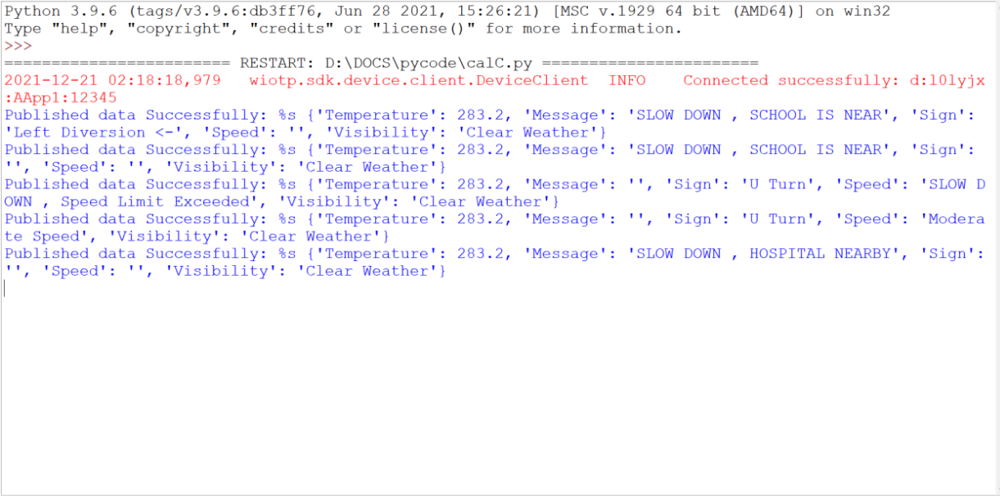 Python 3.9.6 (tags/v3.9.6:db3ff76, Jun 28 2021, 15:26:21) [MSC v.1929 64 bit (AMD64)] on win32
Type "help", "copyright", "credits" or "license()" for more information.
>>>
======================== RESTART: D:\DOCS\pycode\calC.py =======================
2021-12-21 02:18:18,979   wiotp.sdk.device.client.DeviceClient  INFO    Connected successfully: d:l0lyjx
:AApp1:12345
Published data Successfully: %s {'Temperature': 283.2, 'Message': 'SLOW DOWN , SCHOOL IS NEAR', 'Sign':
'Left Diversion <-', 'Speed': '', 'Visibility': 'Clear Weather'}
Published data Successfully: %s {'Temperature': 283.2, 'Message': 'SLOW DOWN , SCHOOL IS NEAR', 'Sign':
'', 'Speed': '', 'Visibility': 'Clear Weather'}
Published data Successfully: %s {'Temperature': 283.2, 'Message': '', 'Sign': 'U Turn', 'Speed': 'SLOW D
OWN , Speed Limit Exceeded', 'Visibility': 'Clear Weather'}
Published data Successfully: %s {'Temperature': 283.2, 'Message': '', 'Sign': 'U Turn', 'Speed': 'Modera
te Speed', 'Visibility': 'Clear Weather'}
Published data Successfully: %s {'Temperature': 283.2, 'Message': 'SLOW DOWN , HOSPITAL NEARBY', 'Sign':
'', 'Speed': '', 'Visibility': 'Clear Weather'}